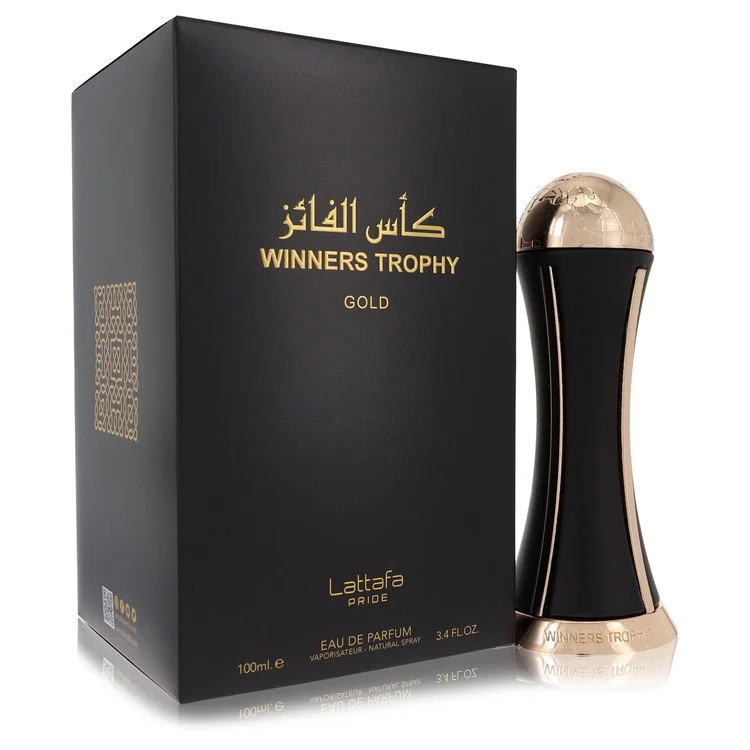 كأس الفائز
WINNERS TROPHY
GOLD
Lattafa
PRIDE
EAU DE PARFUM
VAPORISATEUR - NATURAL SPRAY
100ml. e
3.4 FL.OZ.
WINNERS TROPHY